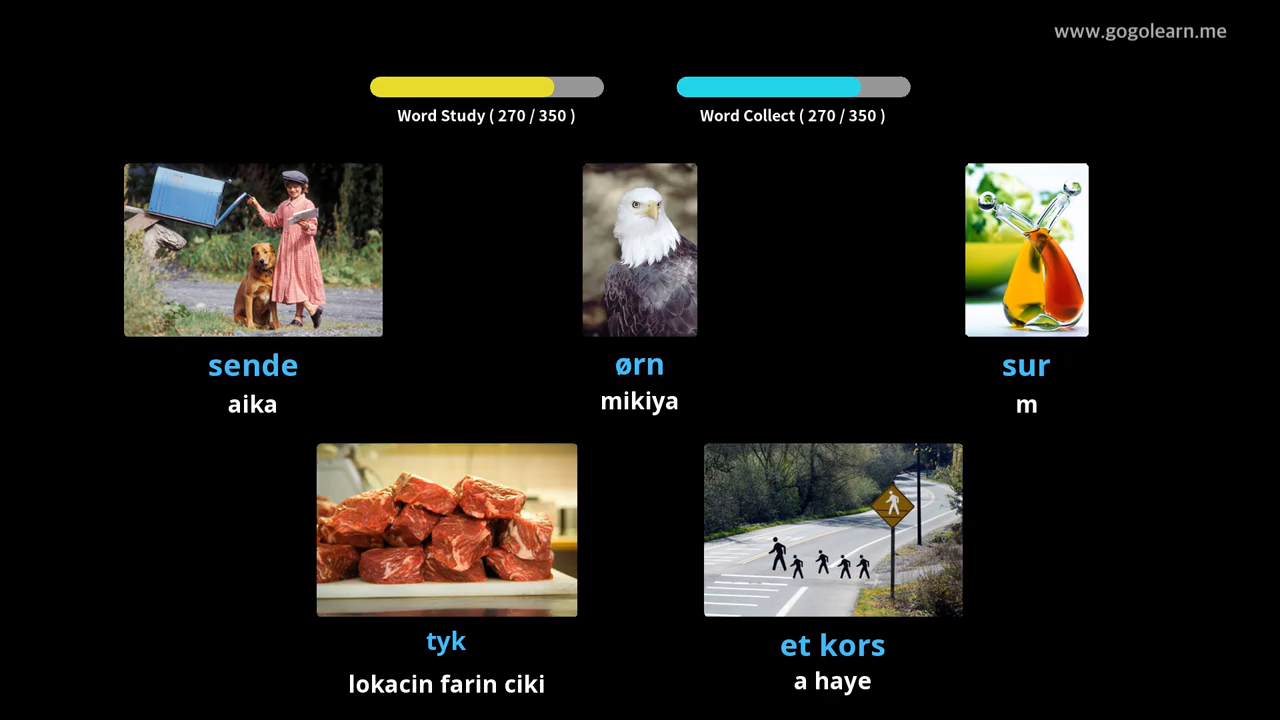 www.gogolearn.me
Word Study ( 270 / 350 )
Word Collect ( 270 / 350 )
sende
aika
ørn
mikiya
sur
m
tyk
lokacin farin ciki
et kors
a haye